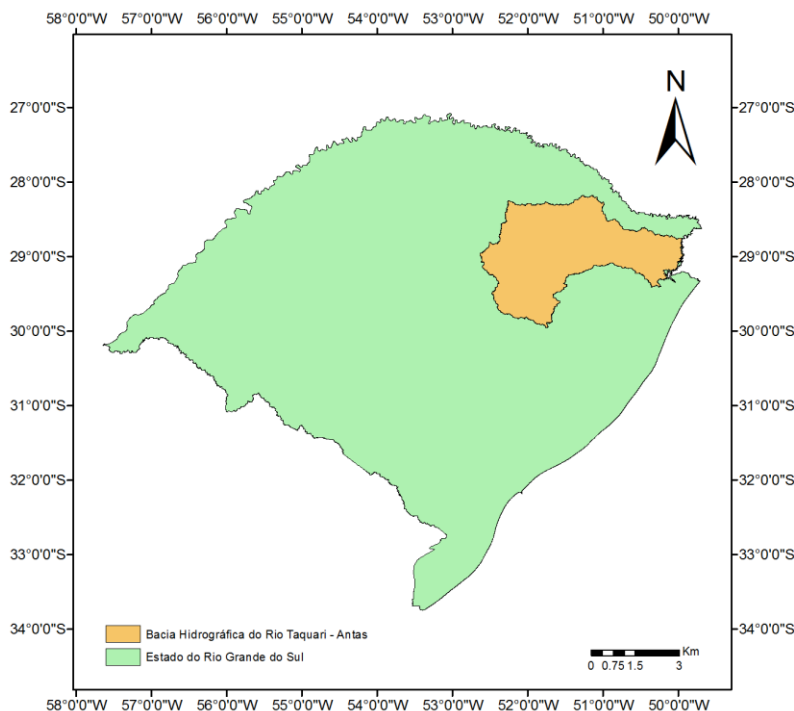 58°0'0"W 57°0'0"W 56°0'0"W 55°0'0"W 54°0'0"W 53°0'0"W 52°0'0"W 51°0'0"W 50°0'0"W
N
27°0'0"S 27°0'0"S
28°0'0"S 28°0'0"S
29°0'0"S 29°0'0"S
30°0'0"S 30°0'0"S
31°0'0"S 31°0'0"S
32°0'0"S 32°0'0"S
33°0'0"S 33°0'0"S
34°0'0"S 34°0'0"S
Bacia Hidrográfica do Rio Taquari - Antas
Estado do Rio Grande do Sul
Km
0 0.75 1.5 3
58°0'0"W 57°0'0"W 56°0'0"W 55°0'0"W 54°0'0"W 53°0'0"W 52°0'0"W 51°0'0"W 50°0'0"W